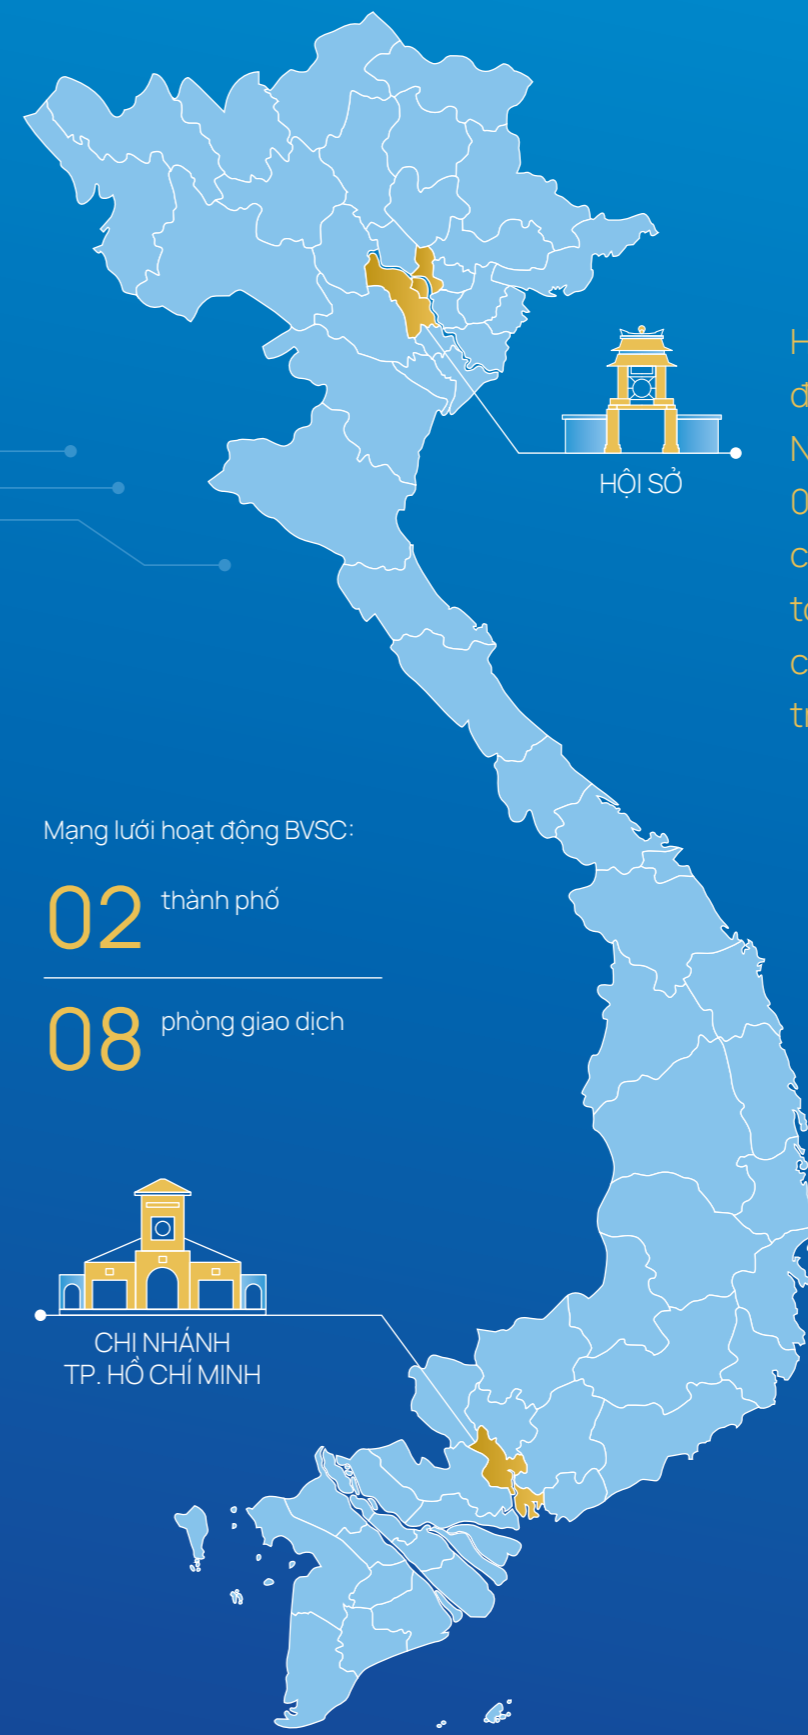 HỘI SỞ
Mạng lưới hoạt động BVSC:
02 thành phố
08 phòng giao dịch
CHI NHÁNH
TP. HỒ CHÍ MINH